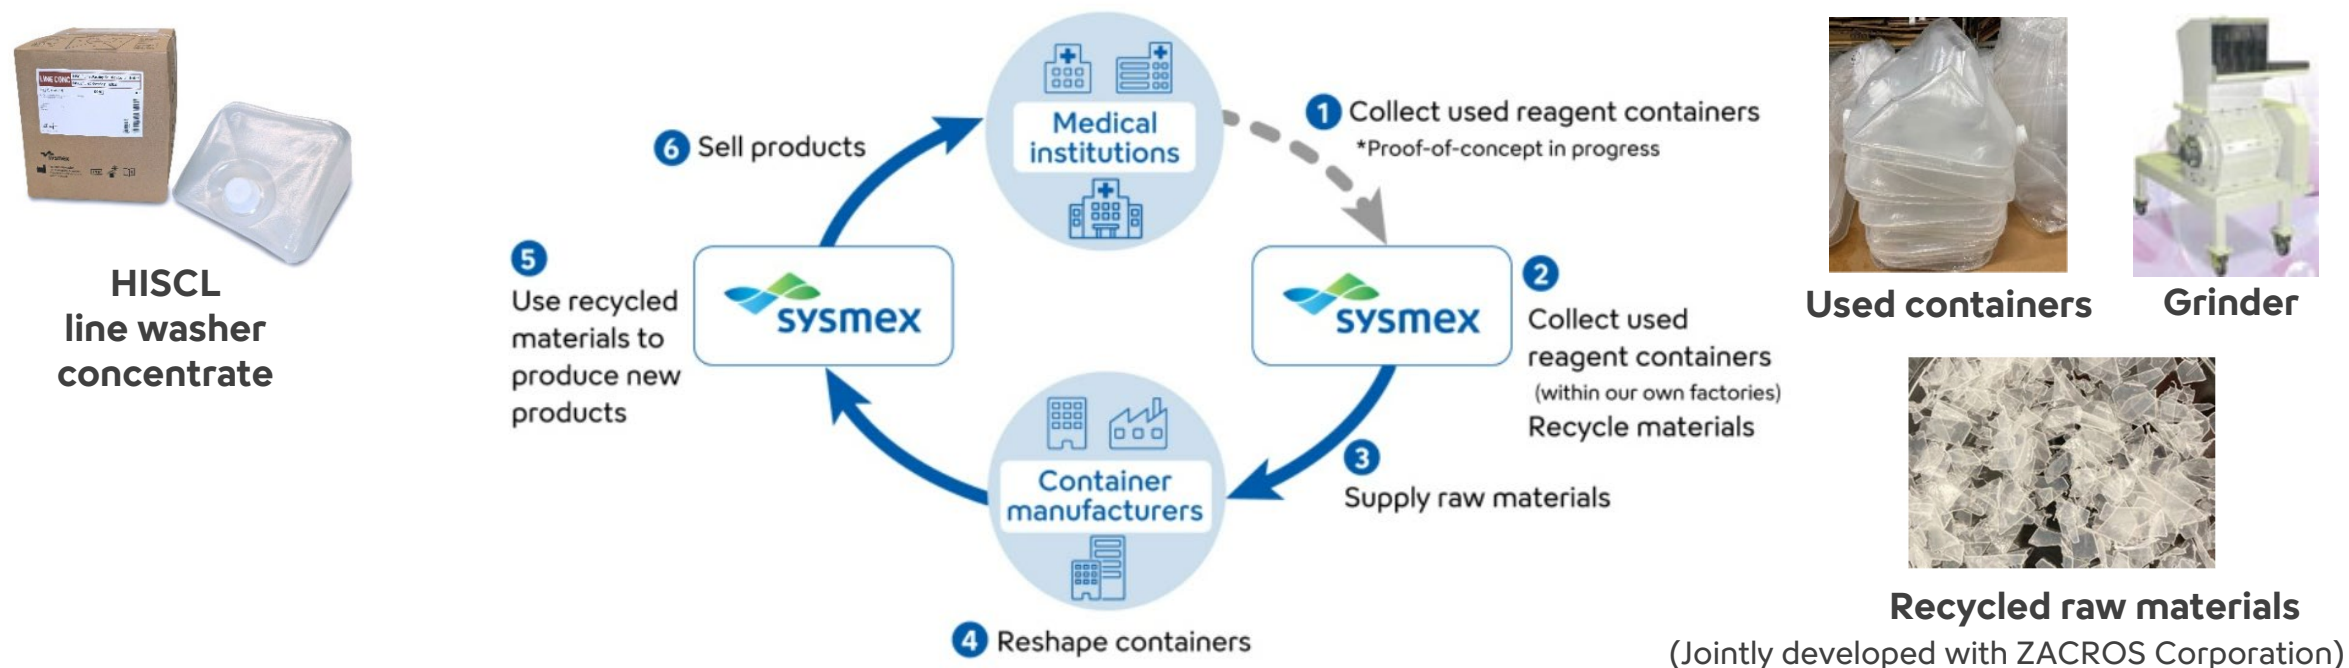 LINE CONC
sysmex
HISCL
line washer
concentrate
6 Sell products
Medical
institutions
1 Collect used reagent containers
*Proof-of-concept in progress
5
Use recycled
materials to
produce new
products
sysmex
sysmex
2
Collect used
reagent containers
(within our own factories)
Recycle materials
3
Supply raw materials
Container
manufacturers
4 Reshape containers
Used containers
Grinder
Recycled raw materials
(Jointly developed with ZACROS Corporation)